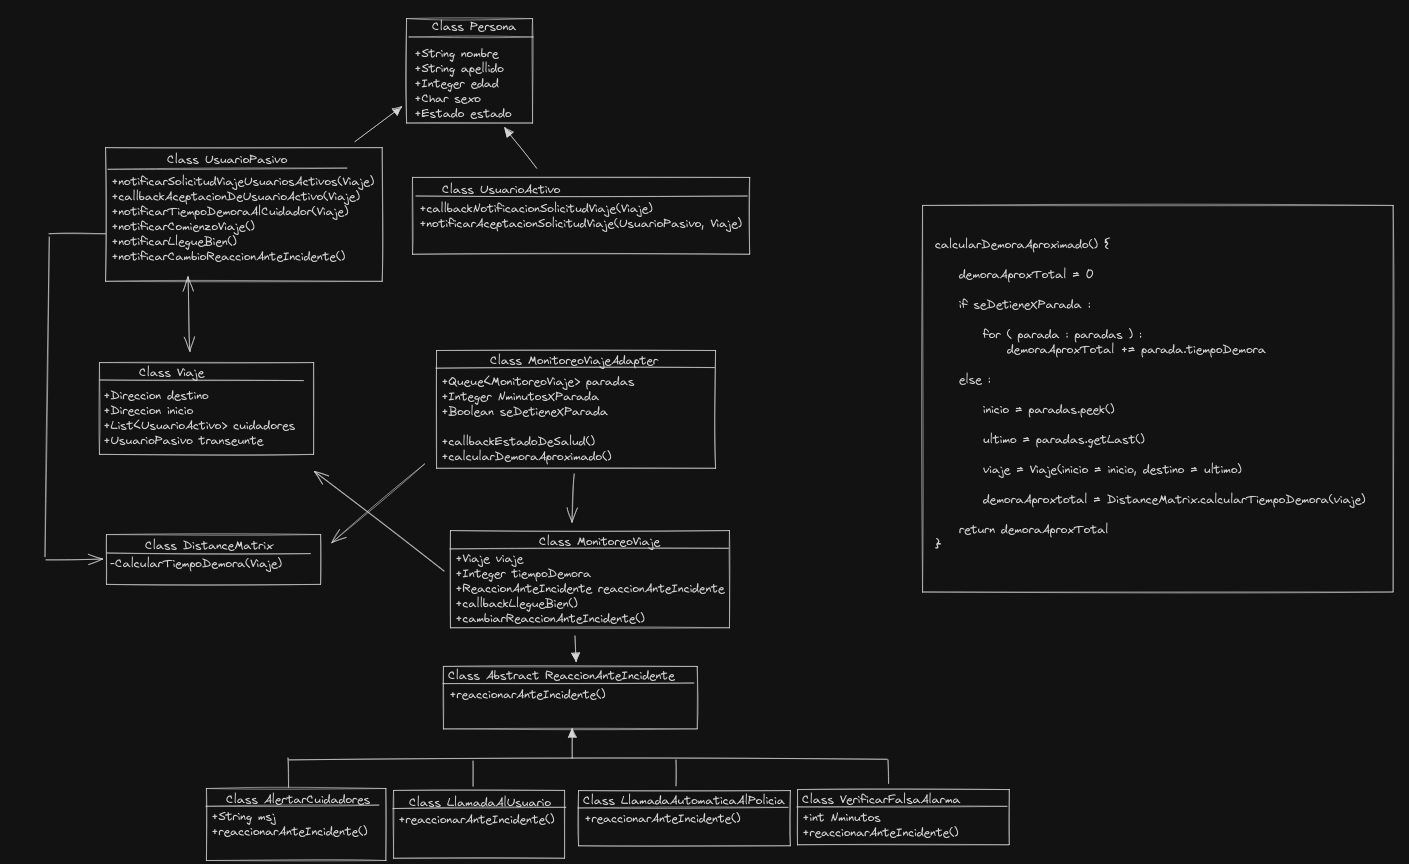 Class Persona
+String nombre
+String apellido
+Integer edad
+Char sexo
+Estado estado
Class UsuarioPasivo
+notificarSolicitudViajeUsuariosActivos(Viaje)
+callbackAceptacionDeUsuarioActivo(Viaje)
+notificarTiempoDemoraAlCuidador(Viaje)
+notificarComienzoViaje()
+notificarLlegueBien()
+notificarCambioReaccionAnteIncidente()
Class UsuarioActivo
+callbackNotificacionSolicitudViaje(Viaje)
+notificarAceptacionSolicitudViaje(UsuarioPasivo, Viaje)
Class Viaje
+Direccion destino
+Direccion inicio
+List<UsuarioActivo> cuidadores
+UsuarioPasivo transeunte
Class MonitoreoViajeAdapter
+Queue<MonitoreoViaje> paradas
+Integer NminutosXParada
+Boolean seDetieneXParada
+callbackEstadoDeSalud()
+calcularDemoraAproximado()
Class DistanceMatrix
-CalcularTiempoDemora(Viaje)
Class MonitoreoViaje
+Viaje viaje
+Integer tiempoDemora
+ReaccionAnteIncidente reaccionAnteIncidente
+callbackLlegueBien()
+cambiarReaccionAnteIncidente()
Class Abstract ReaccionAnteIncidente
+reaccionarAnteIncidente()
Class AlertarCuidadores
+String msj
+reaccionarAnteIncidente()
Class LlamadaAlUsuario
+reaccionarAnteIncidente()
Class LlamadaAutomaticaAlPolicia
+reaccionarAnteIncidente()
Class VerificarFalsaAlarma
+int Nminutos
+reaccionarAnteIncidente()
calcularDemoraAproximado() {
demoraAproxTotal = 0
if seDetieneXParada :
for ( parada : paradas ) :
demoraAproxTotal += parada.tiempoDemora
else :
inicio = paradas.peek()
ultimo = paradas.getLast()
viaje = Viaje(inicio = inicio, destino = ultimo)
demoraAproxtotal = DistanceMatrix.calcularTiempoDemora(viaje)
return demoraAproxTotal
}